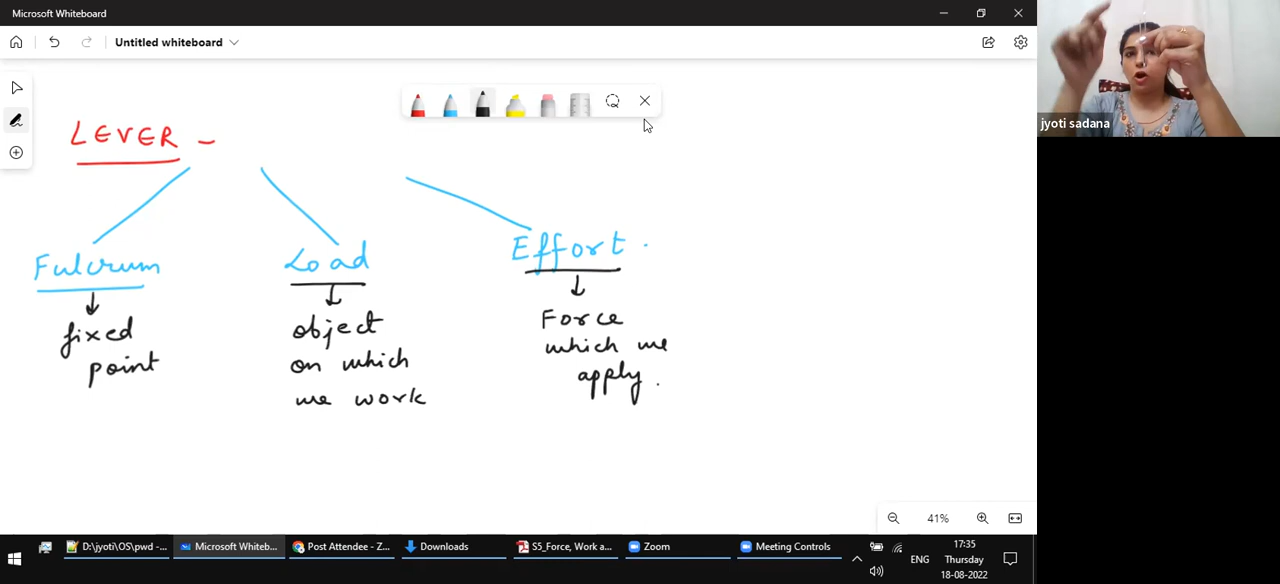 Microsoft Whiteboard
Untitled whiteboard
jyoti sadana
LEVER -
Fulcrum
Load
Effort.
fixed
point
object
on which
we work
Force
which we
apply.
41%
D:\jyoti\OS\pwd -...
Microsoft Whiteb...
Post Attendee - Z...
Downloads
S5_Force, Work a...
Zoom
Meeting Controls
ENG
17:35
Thursday
18-08-2022